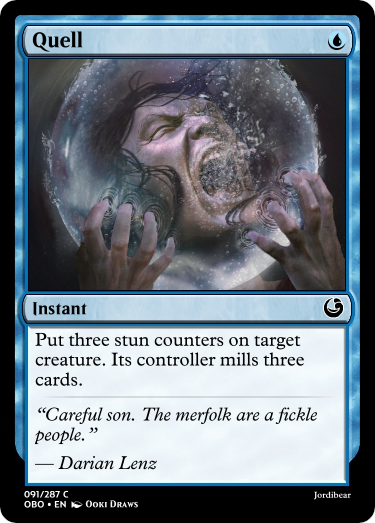 Quell
Instant
Put three stun counters on target
creature. Its controller mills three
cards.
“Careful son. The merfolk are a fickle
people.”
— Darian Lenz
091/287 C
OBO • EN Ooki Draws
Jordibear